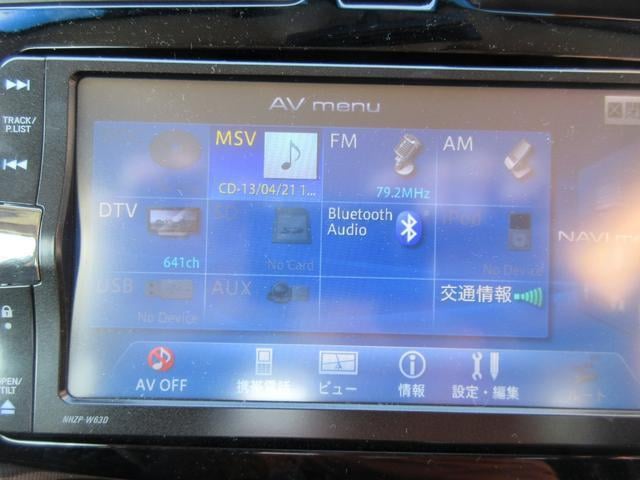 AV menu
TRACK/
P.LIST
MSV
CD-13/04/21 1...
FM
79.2MHz
AM
DTV
641ch
SD
No Card
Bluetooth
Audio
iPod
No Device
NAVI
USB
No Device
AUX
交通情報
AV OFF
携帯電話
ビュー
情報
設定・編集
OPEN/
TILT
NHZP-W63D